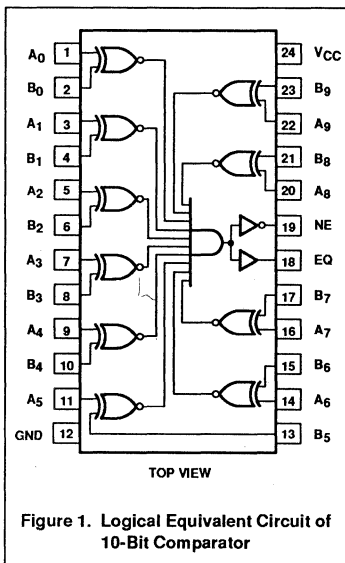 A0 1 24 VCC
B0 2 23 B9
A1 3 22 A9
B1 4 21 B8
A2 5 20 A8
B2 6 19 NE
A3 7 18 EQ
B3 8 17 B7
A4 9 16 A7
B4 10 15 B6
A5 11 14 A6
GND 12 13 B5
TOP VIEW
Figure 1. Logical Equivalent Circuit of
10-Bit Comparator